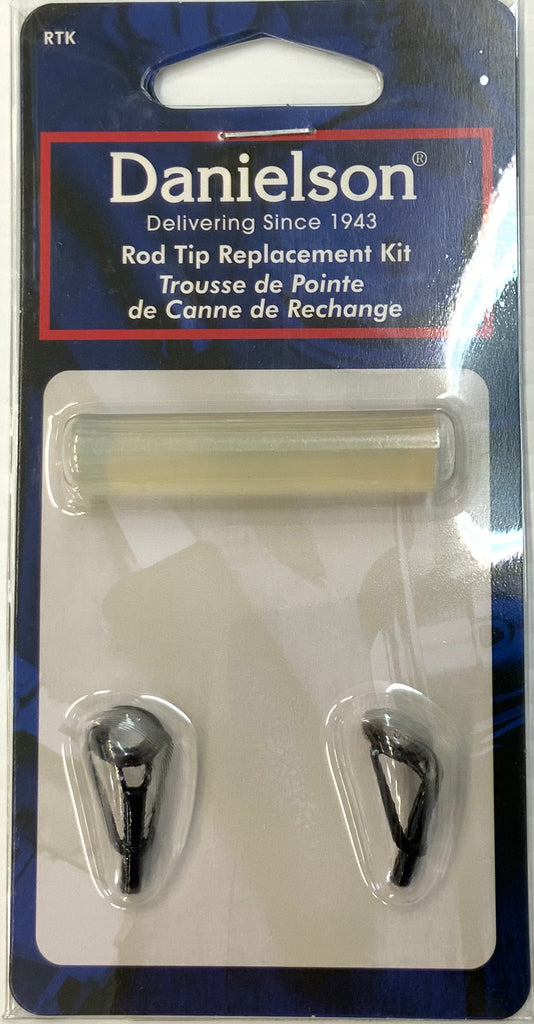 RTK
Danielson®
Delivering Since 1943
Rod Tip Replacement Kit
Trousse de Pointe
de Canne de Rechange